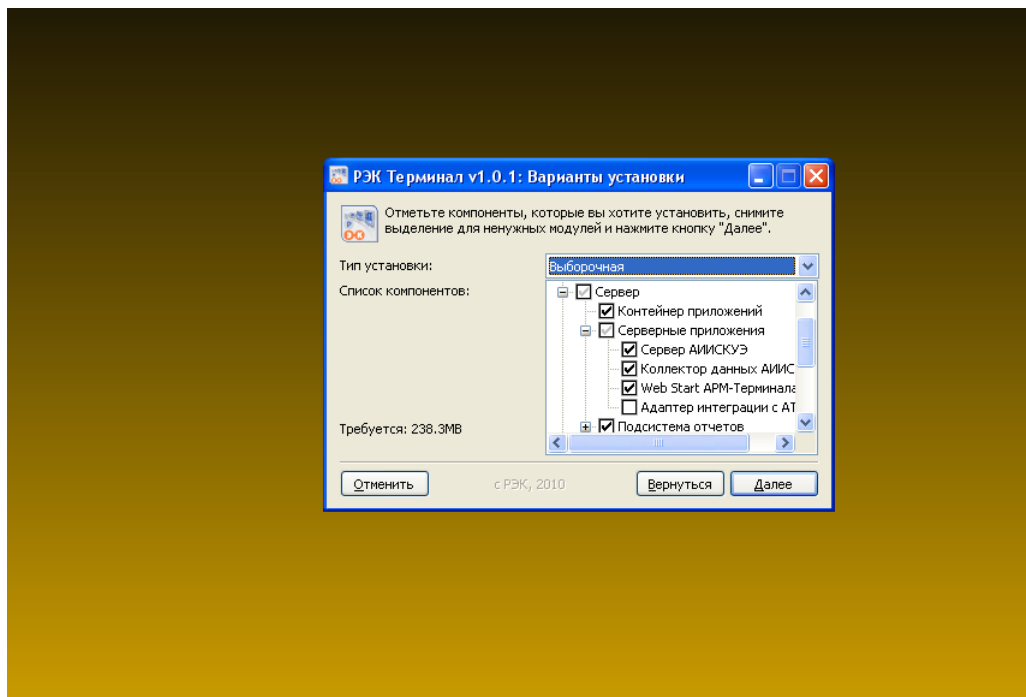 РЭК Терминал v1.0.1: Варианты установки
Отметьте компоненты, которые вы хотите установить, снимите
выделение для ненужных модулей и нажмите кнопку "Далее".
Тип установки:
Выборочная
Список компонентов:
Сервер
Контейнер приложений
Серверные приложения
Сервер АИИСКУЭ
Коллектор данных АИИС
Web Start АРМ-Терминала
Адаптер интеграции с АТ
Подсистема отчетов
Требуется: 238.3MB
Отменить
с РЭК, 2010
Вернуться
Далее